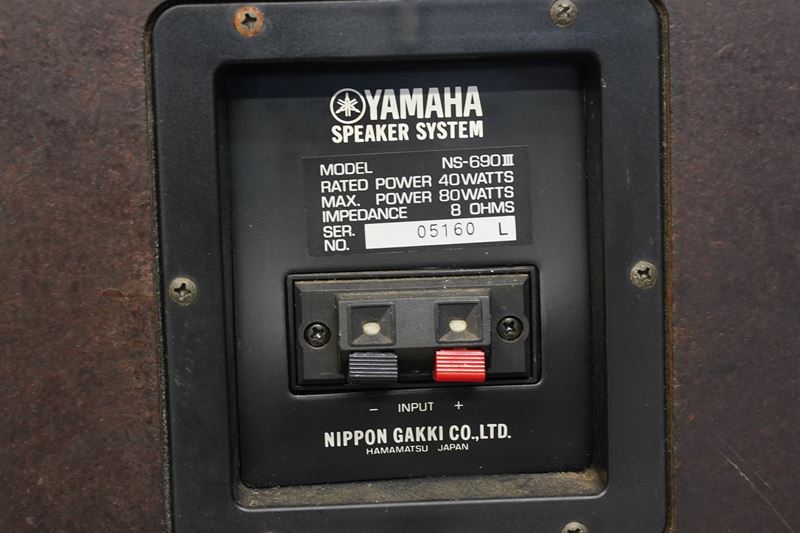 YAMAHA
SPEAKER SYSTEM
MODEL NS-690III
RATED POWER 40WATTS
MAX. POWER 80WATTS
IMPEDANCE 8 OHMS
SER. NO. 05160 L
− INPUT +
NIPPON GAKKI CO.,LTD.
HAMAMATSU JAPAN